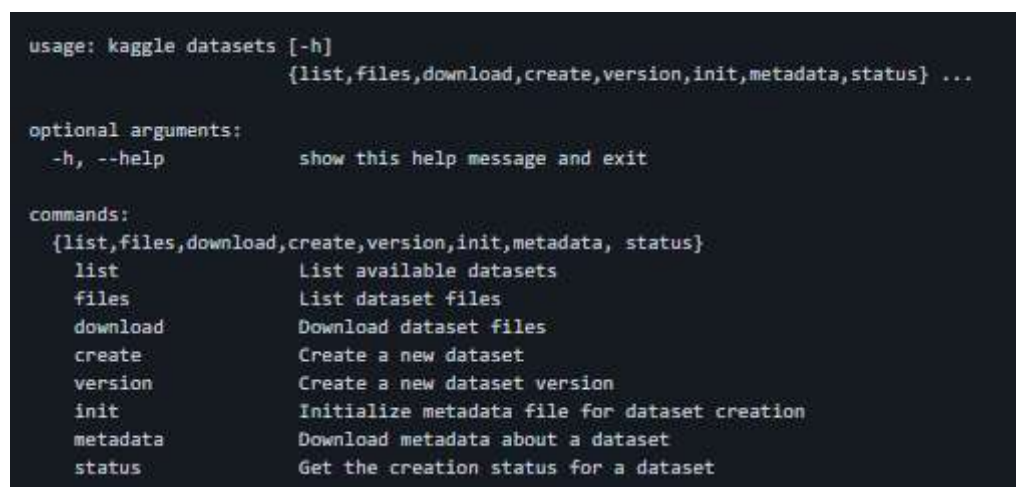 usage: kaggle datasets [-h]
                       {list,files,download,create,version,init,metadata,status} ...

optional arguments:
  -h, --help            show this help message and exit

commands:
  {list,files,download,create,version,init,metadata, status}
    list                List available datasets
    files               List dataset files
    download            Download dataset files
    create              Create a new dataset
    version             Create a new dataset version
    init                Initialize metadata file for dataset creation
    metadata            Download metadata about a dataset
    status              Get the creation status for a dataset